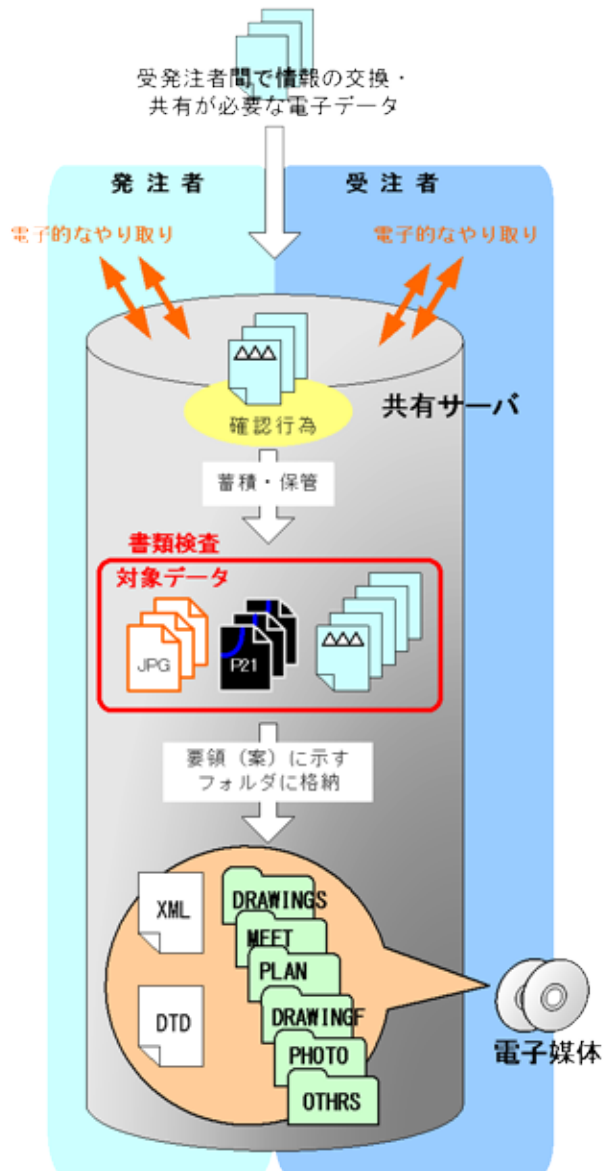 受発注者間で情報の交換・
共有が必要な電子データ
発注者
受注者
電子的なやり取り
電子的なやり取り
共有サーバ
確認行為
蓄積・保管
書類検査
対象データ
JPG
P21
要領（案）に示す
フォルダに格納
XML
DTD
DRAWINGS
MEET
PLAN
DRAWINGF
PHOTO
OTHRS
電子媒体